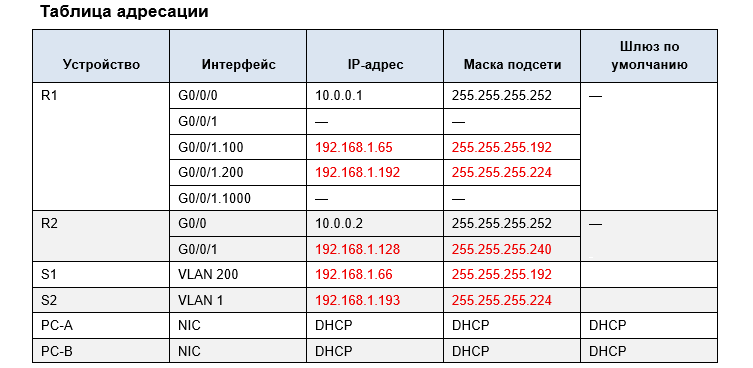 Таблица адресации
Устройство Интерфейс IP-адрес Маска подсети Шлюз по умолчанию
R1 G0/0/0 10.0.0.1 255.255.255.252 —
G0/0/1 — —
G0/0/1.100 192.168.1.65 255.255.255.192
G0/0/1.200 192.168.1.192 255.255.255.224
G0/0/1.1000 — —
R2 G0/0 10.0.0.2 255.255.255.252 —
G0/0/1 192.168.1.128 255.255.255.240
S1 VLAN 200 192.168.1.66 255.255.255.192
S2 VLAN 1 192.168.1.193 255.255.255.224
PC-A NIC DHCP DHCP DHCP
PC-B NIC DHCP DHCP DHCP